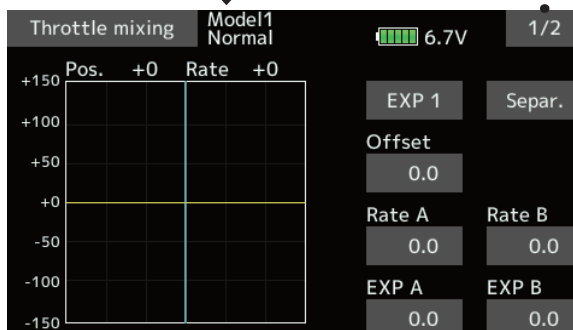 Throttle mixing
Model1
Normal
6.7V
1/2
Pos. +0 Rate +0
+150
+100
+50
+0
-50
-100
-150
EXP 1
Separ.
Offset
0.0
Rate A
Rate B
0.0
0.0
EXP A
EXP B
0.0
0.0